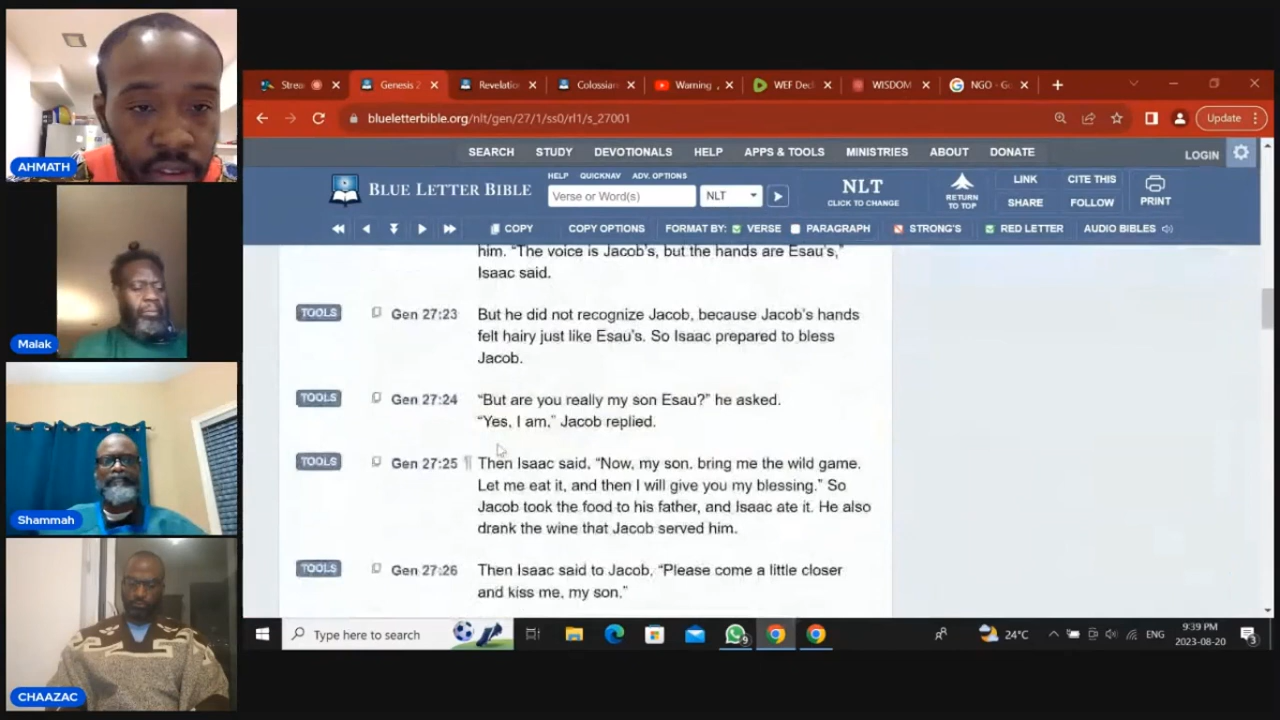 AHMATH
Malak
Shammah
CHAAZAC
Strea
Genesis 2
Revelation
Colossian
Warning ,
WEF Decl
WISDOM
NGO - Go
blueletterbible.org/nlt/gen/27/1/ss0/rl1/s_27001
Update
SEARCH STUDY DEVOTIONALS HELP APPS & TOOLS MINISTRIES ABOUT DONATE
LOGIN
BLUE LETTER BIBLE
HELP QUICKNAV ADV. OPTIONS
Verse or Word(s)
NLT
NLT
CLICK TO CHANGE
RETURN
TO TOP
LINK
SHARE
CITE THIS
FOLLOW
PRINT
COPY COPY OPTIONS FORMAT BY: VERSE PARAGRAPH STRONG'S RED LETTER AUDIO BIBLES
him. “The voice is Jacob’s, but the hands are Esau’s,”
Isaac said.
TOOLS Gen 27:23 But he did not recognize Jacob, because Jacob’s hands
felt hairy just like Esau’s. So Isaac prepared to bless
Jacob.
TOOLS Gen 27:24 “But are you really my son Esau?” he asked.
“Yes, I am,” Jacob replied.
TOOLS Gen 27:25 ¶ Then Isaac said, “Now, my son, bring me the wild game.
Let me eat it, and then I will give you my blessing.” So
Jacob took the food to his father, and Isaac ate it. He also
drank the wine that Jacob served him.
TOOLS Gen 27:26 Then Isaac said to Jacob, “Please come a little closer
and kiss me, my son.”
Type here to search
9
24°C
ENG
9:39 PM
2023-08-20
3